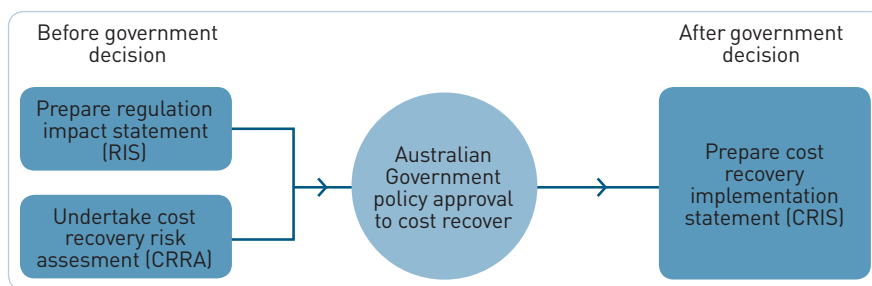 Before government
decision
After government
decision
Prepare regulation
impact statement
(RIS)
Undertake cost
recovery risk
assesment (CRRA)
Australian
Government
policy approval
to cost recover
Prepare cost
recovery
implementation
statement (CRIS)